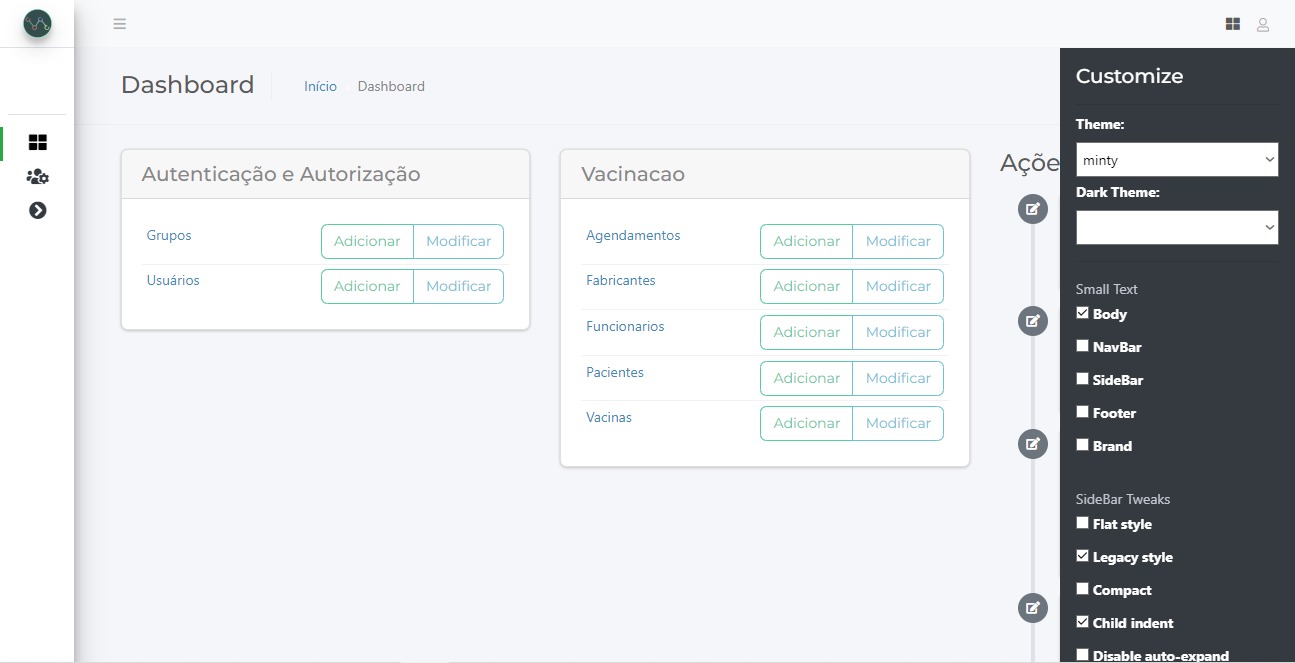 Dashboard
Início
Dashboard
Autenticação e Autorização
Grupos
Adicionar
Modificar
Usuários
Adicionar
Modificar
Vacinacao
Agendamentos
Adicionar
Modificar
Fabricantes
Adicionar
Modificar
Funcionarios
Adicionar
Modificar
Pacientes
Adicionar
Modificar
Vacinas
Adicionar
Modificar
Açõe
Customize
Theme:
minty
Dark Theme:
Small Text
Body
NavBar
SideBar
Footer
Brand
SideBar Tweaks
Flat style
Legacy style
Compact
Child indent
Disable auto-expand